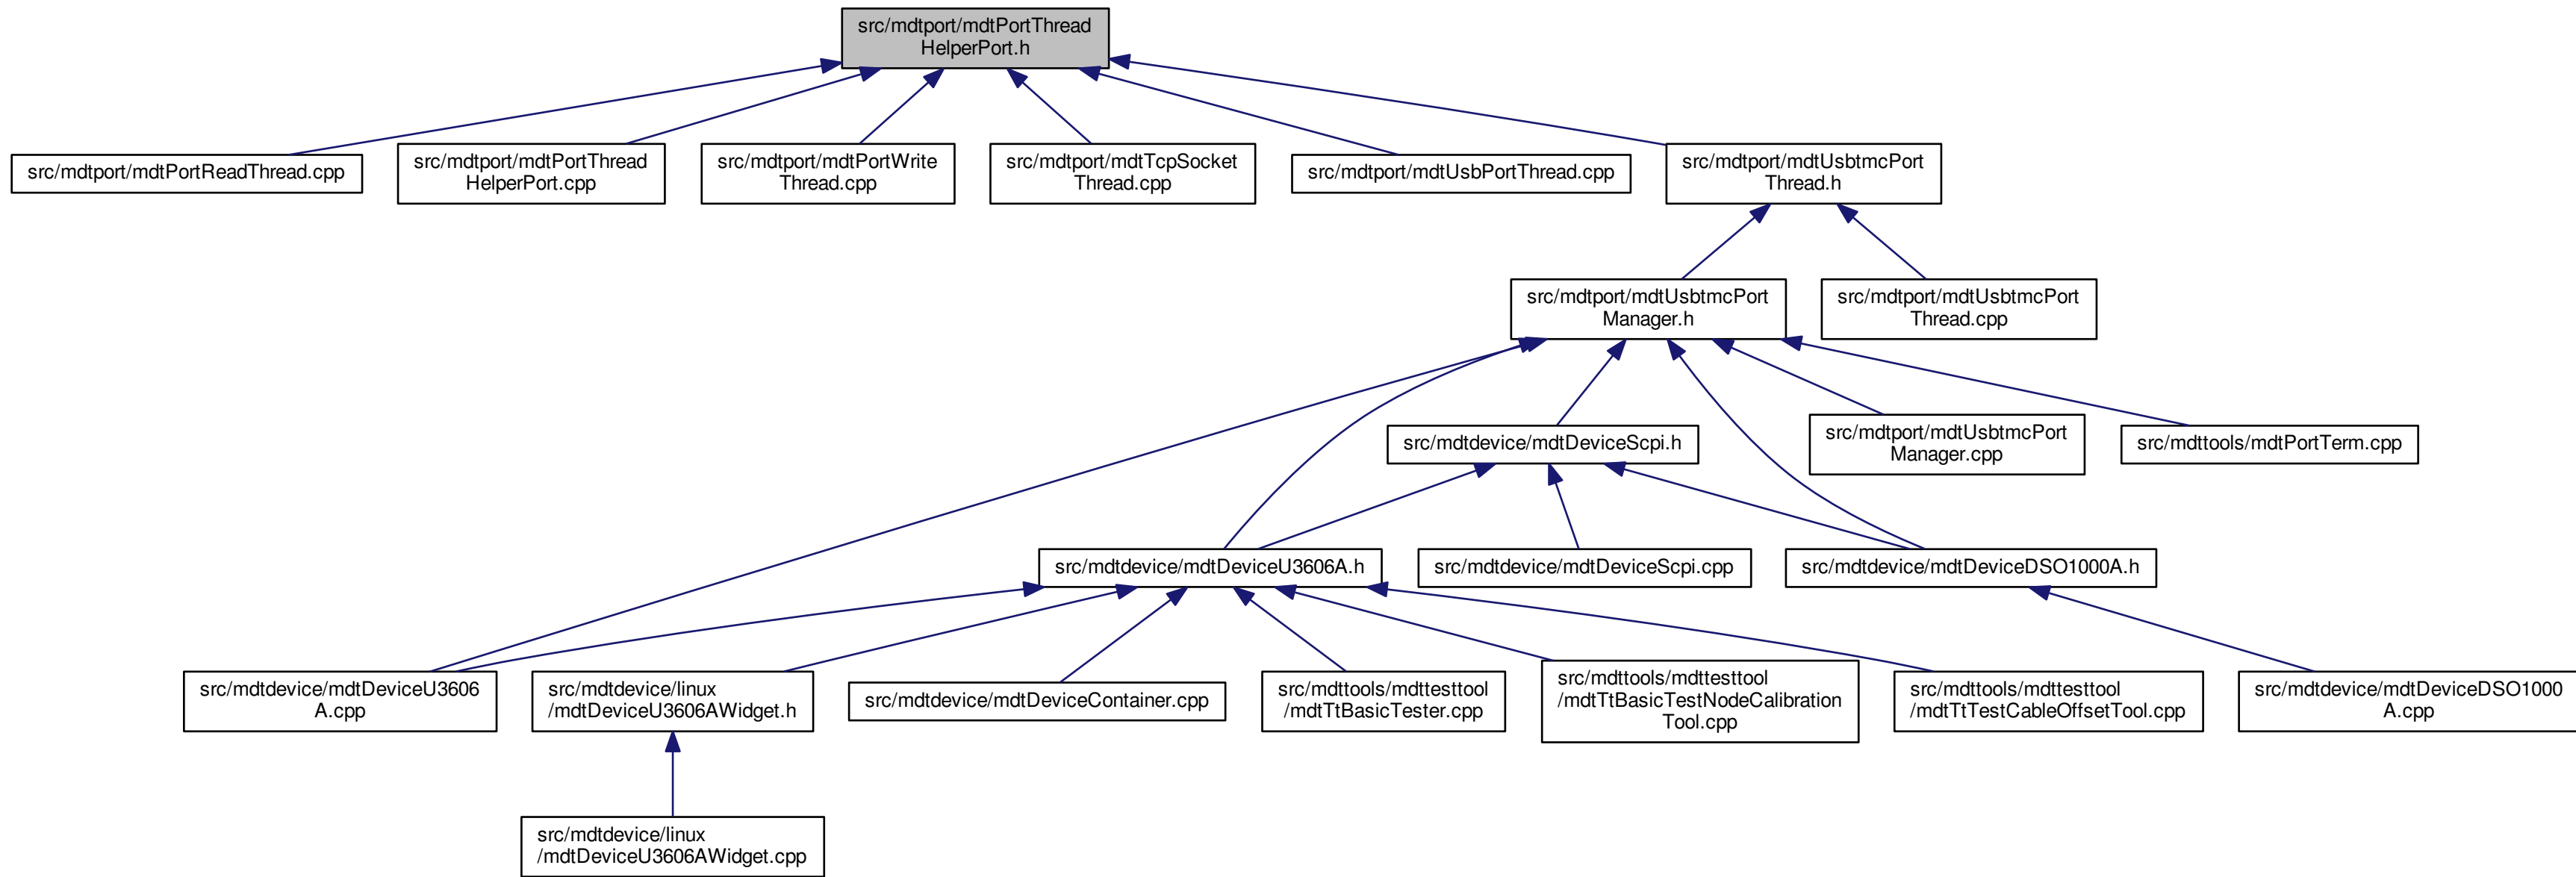 src/mdtport/mdtPortThread
HelperPort.h
src/mdtport/mdtPortReadThread.cpp
src/mdtport/mdtPortThread
HelperPort.cpp
src/mdtport/mdtPortWrite
Thread.cpp
src/mdtport/mdtTcpSocket
Thread.cpp
src/mdtport/mdtUsbPortThread.cpp
src/mdtport/mdtUsbtmcPort
Thread.h
src/mdtport/mdtUsbtmcPort
Manager.h
src/mdtport/mdtUsbtmcPort
Thread.cpp
src/mdtdevice/mdtDeviceScpi.h
src/mdtport/mdtUsbtmcPort
Manager.cpp
src/mdttools/mdtPortTerm.cpp
src/mdtdevice/mdtDeviceU3606A.h
src/mdtdevice/mdtDeviceScpi.cpp
src/mdtdevice/mdtDeviceDSO1000A.h
src/mdtdevice/mdtDeviceU3606
A.cpp
src/mdtdevice/linux
/mdtDeviceU3606AWidget.h
src/mdtdevice/mdtDeviceContainer.cpp
src/mdttools/mdttesttool
/mdtTtBasicTester.cpp
src/mdttools/mdttesttool
/mdtTtBasicTestNodeCalibration
Tool.cpp
src/mdttools/mdttesttool
/mdtTtTestCableOffsetTool.cpp
src/mdtdevice/mdtDeviceDSO1000
A.cpp
src/mdtdevice/linux
/mdtDeviceU3606AWidget.cpp